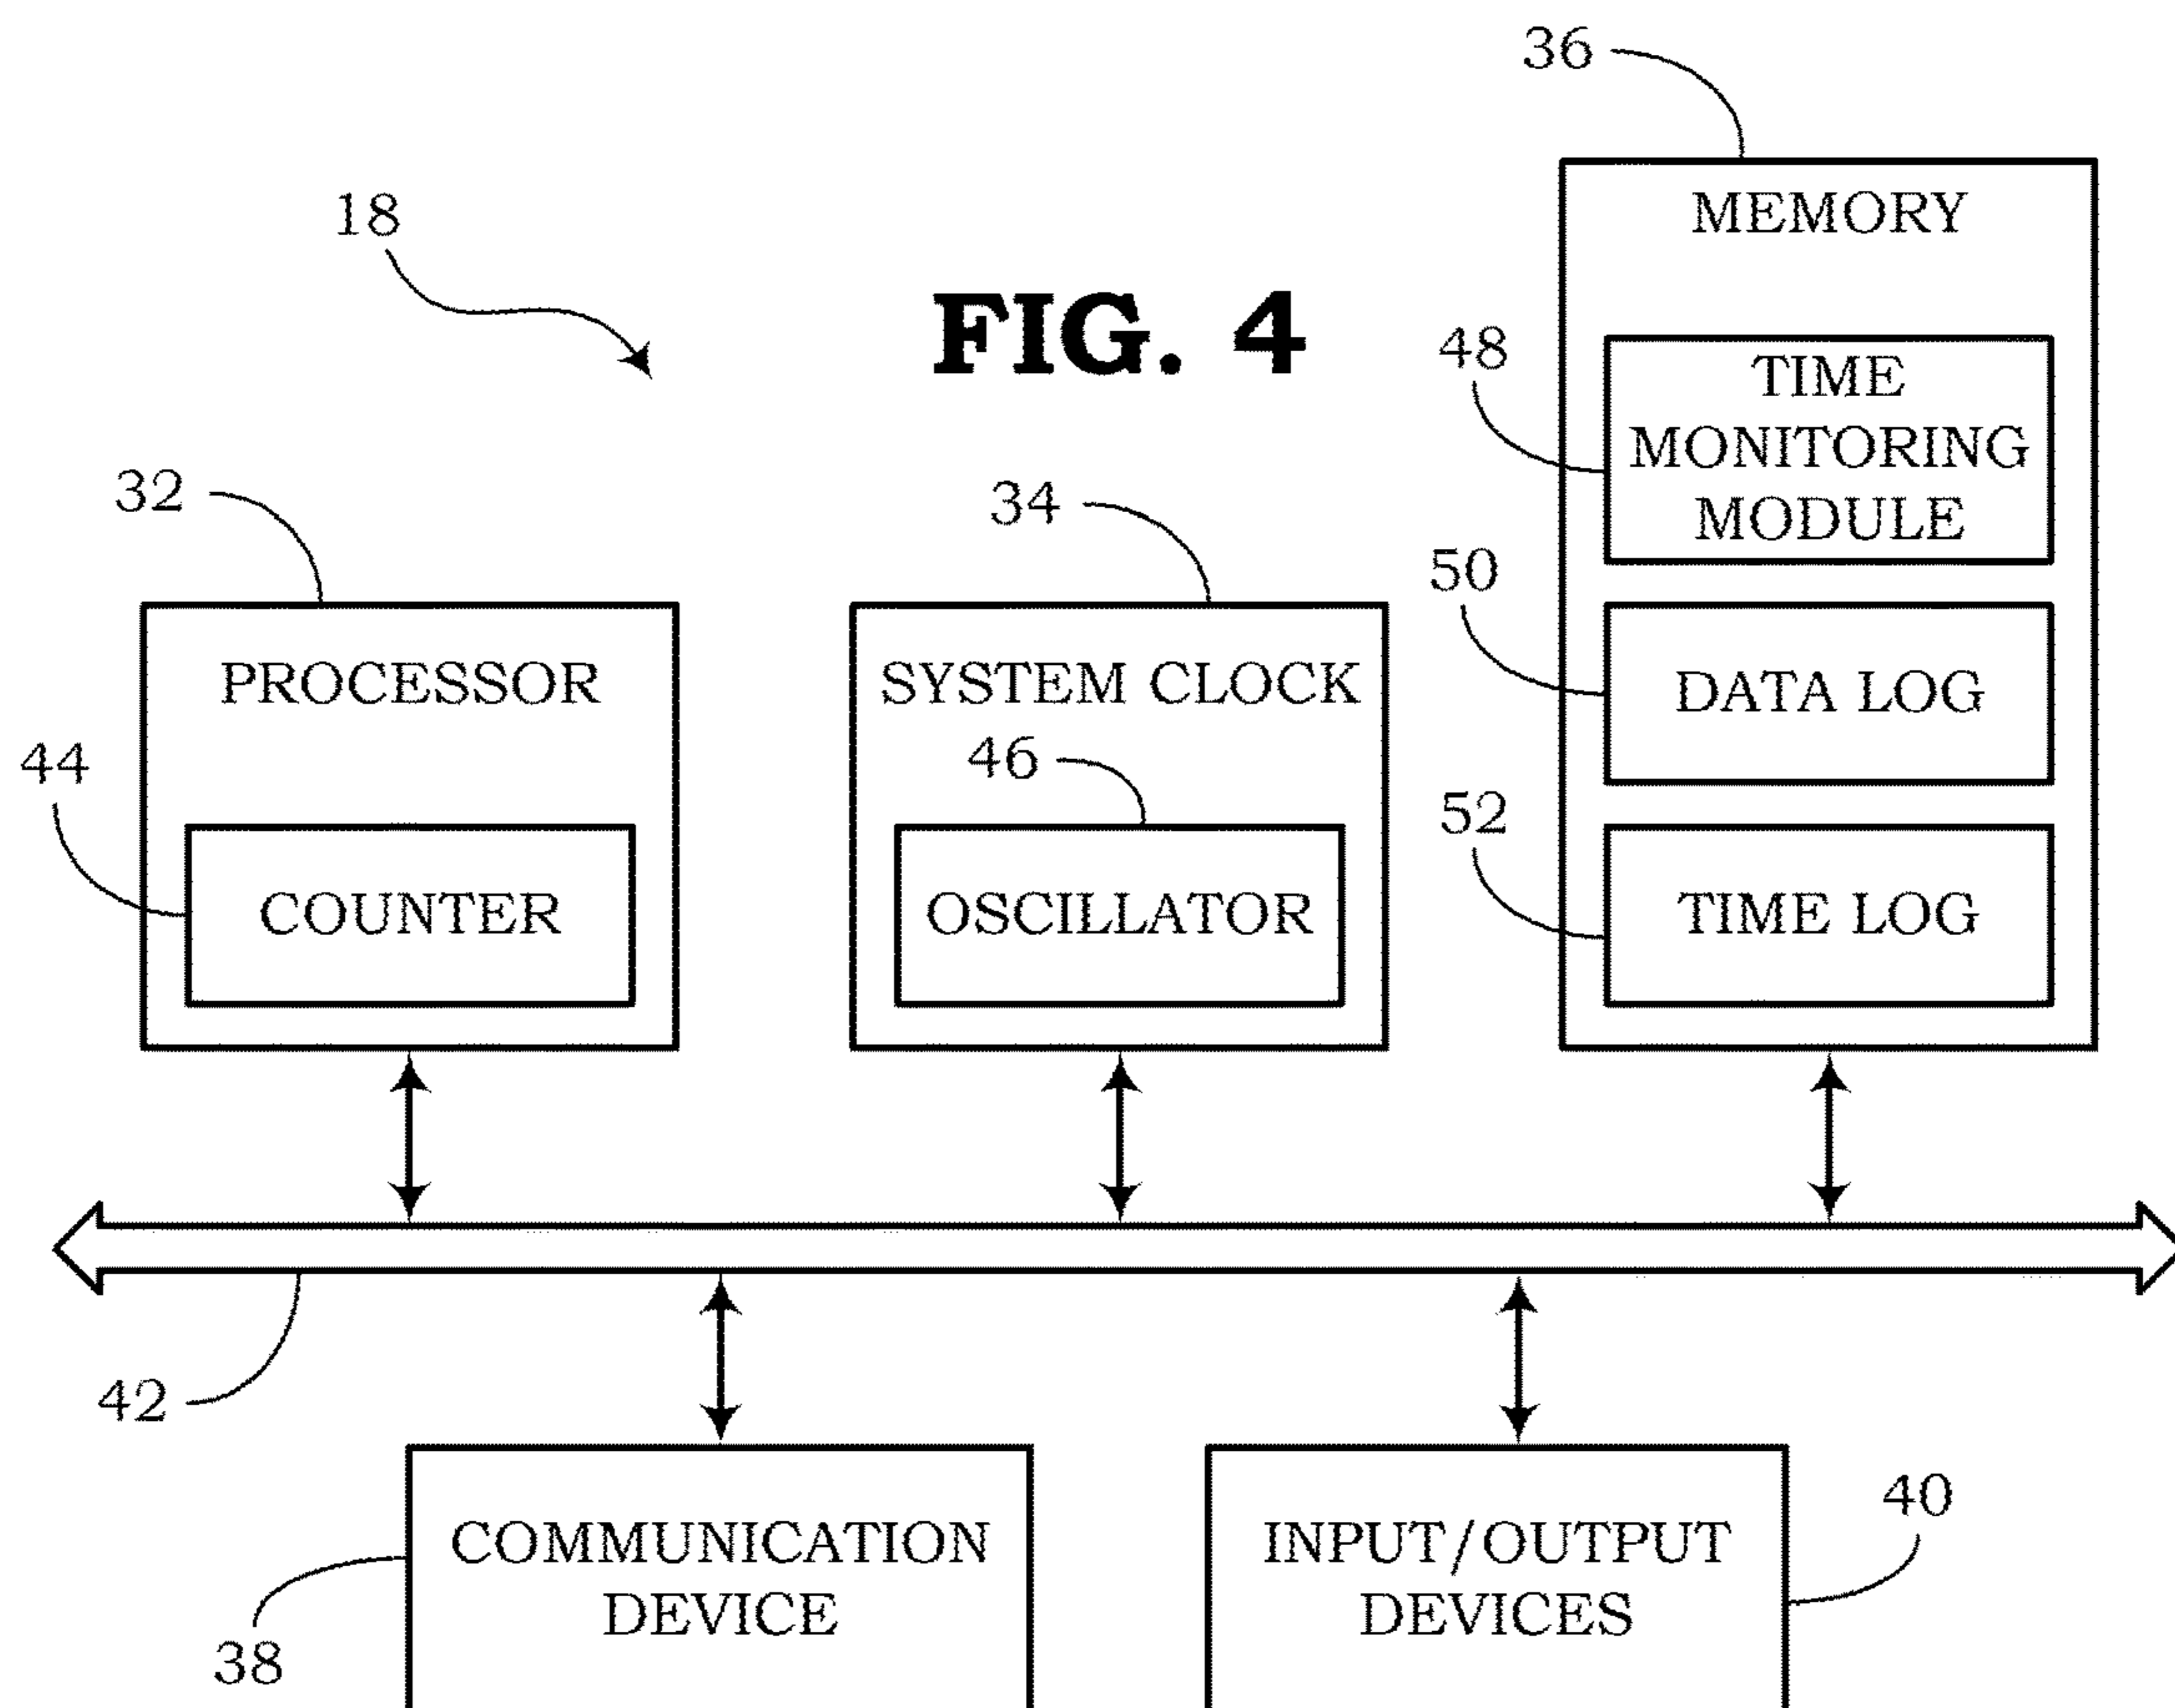 36
MEMORY
18
FIG. 4
48
TIME
MONITORING
MODULE
32
34
50
PROCESSOR
SYSTEM CLOCK
DATA LOG
44
46
52
COUNTER
OSCILLATOR
TIME LOG
42
40
COMMUNICATION
DEVICE
INPUT/OUTPUT
DEVICES
38